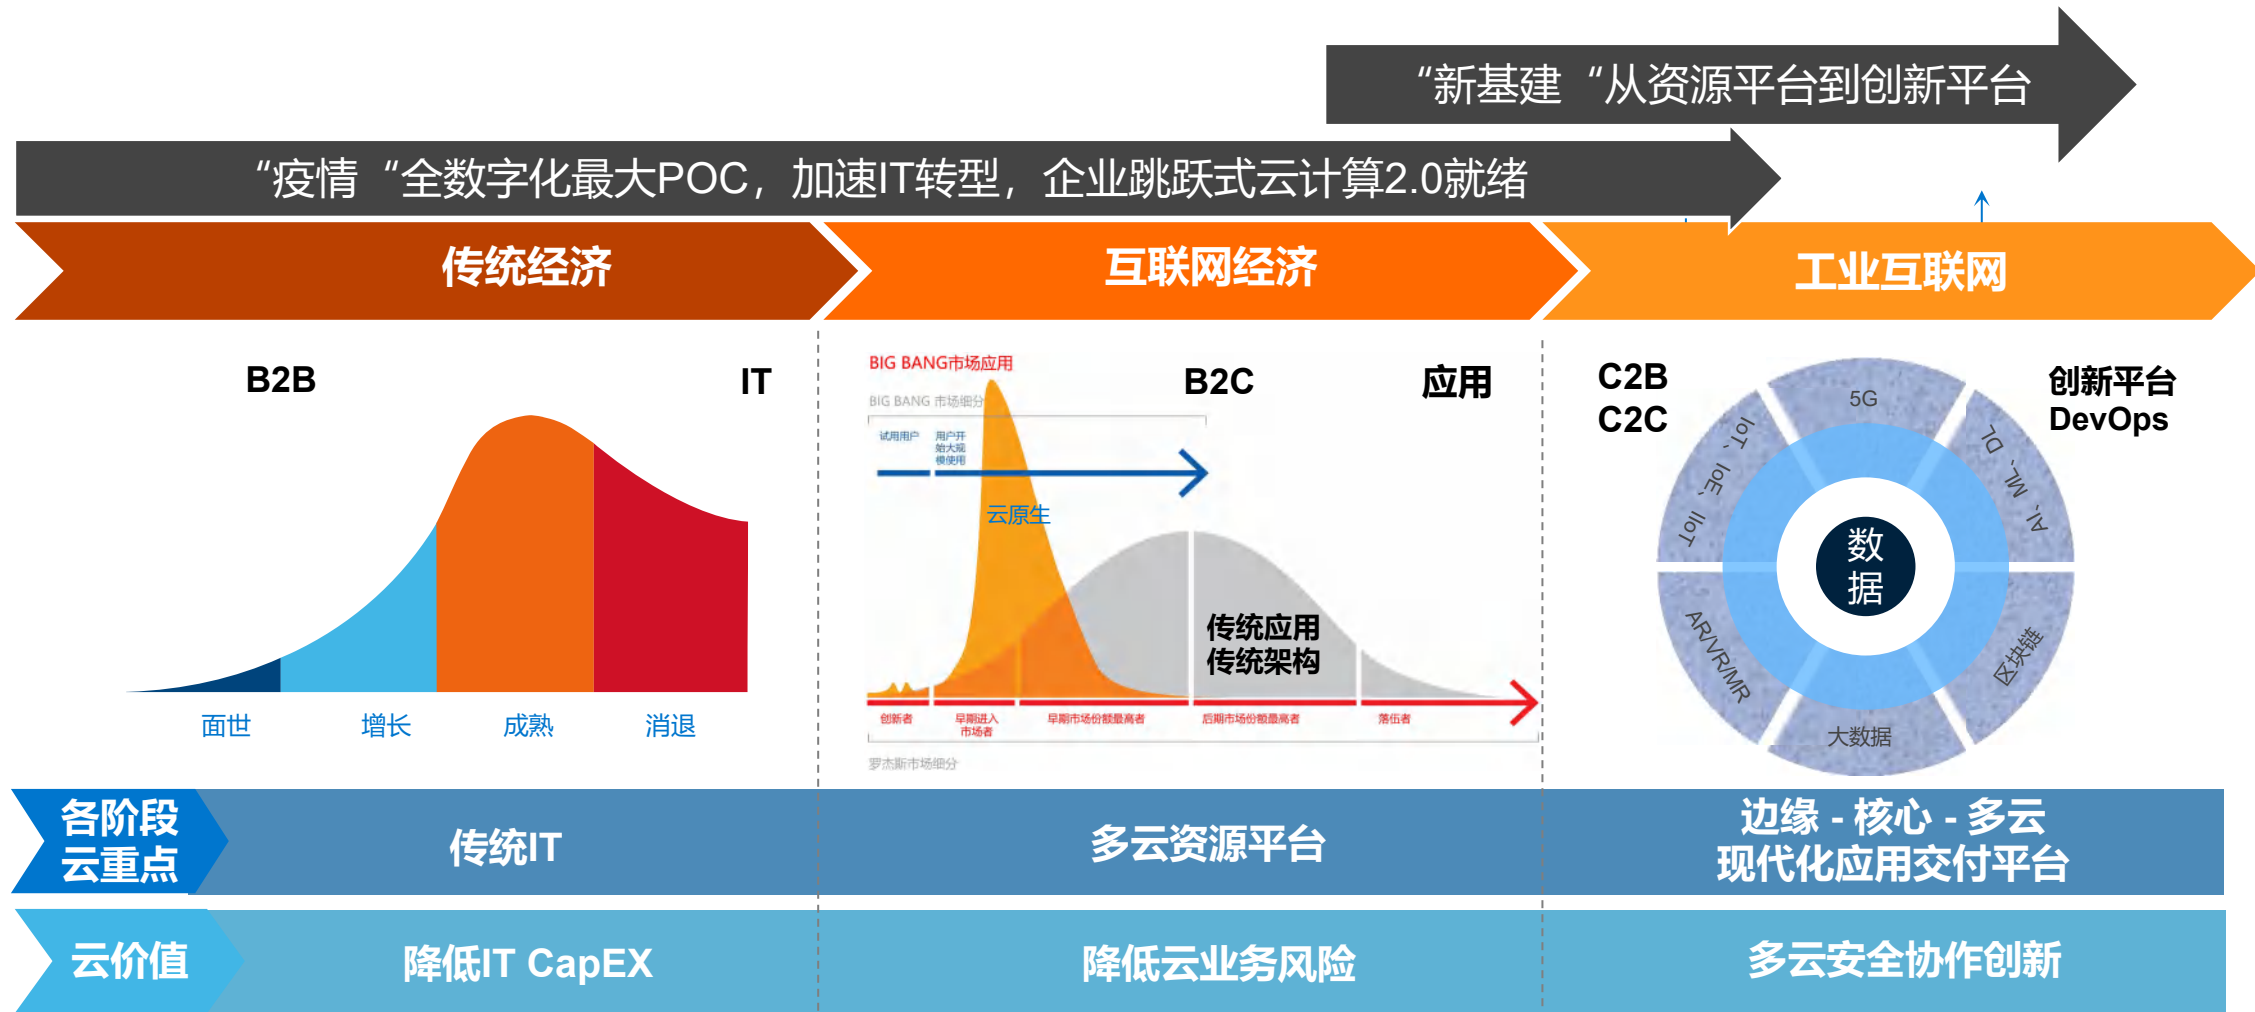 “新基建 “从资源平台到创新平台
“疫情 “全数字化最大POC，加速IT转型，企业跳跃式云计算2.0就绪
传统经济
互联网经济
工业互联网
B2B
IT
面世
增长
成熟
消退
BIG BANG市场应用
BIG BANG 市场细分
试用用户
用户开
始大规
模使用
B2C
应用
云原生
传统应用
传统架构
创新者
早期进入
市场者
早期市场份额最高者
后期市场份额最高者
落伍者
罗杰斯市场细分
C2B
C2C
创新平台
DevOps
5G
AI、ML、DL
区块链
大数据
AR/VR/MR
IIoT、IoE、IoT
数
据
各阶段
云重点
传统IT
多云资源平台
边缘 - 核心 - 多云
现代化应用交付平台
云价值
降低IT CapEX
降低云业务风险
多云安全协作创新